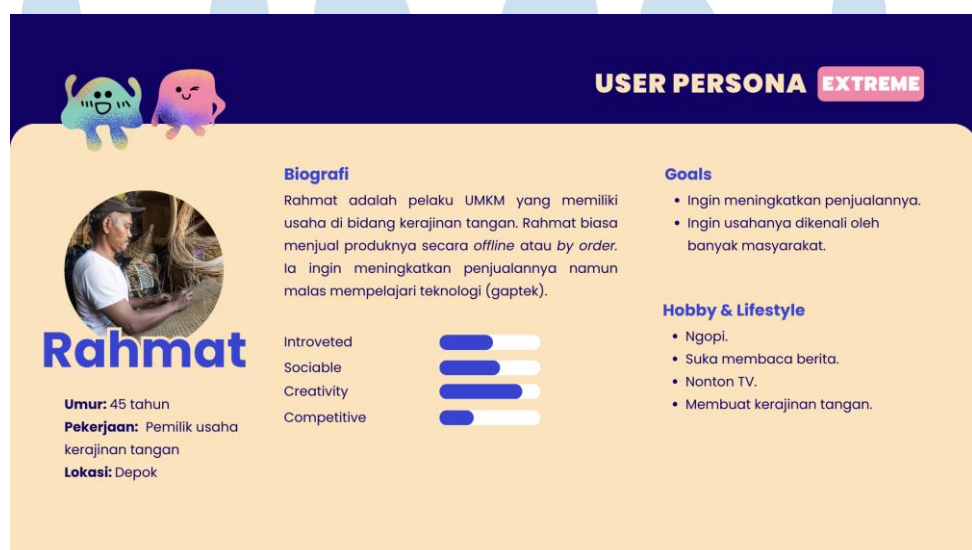 USER PERSONA EXTREME
Biografi
Rahmat adalah pelaku UMKM yang memiliki
usaha di bidang kerajinan tangan. Rahmat biasa
menjual produknya secara offline atau by order.
Ia ingin meningkatkan penjualannya namun
malas mempelajari teknologi (gaptek).
Introveted
Sociable
Creativity
Competitive
Rahmat
Umur: 45 tahun
Pekerjaan: Pemilik usaha
kerajinan tangan
Lokasi: Depok
Goals
• Ingin meningkatkan penjualannya.
• Ingin usahanya dikenali oleh
banyak masyarakat.
Hobby & Lifestyle
• Ngopi.
• Suka membaca berita.
• Nonton TV.
• Membuat kerajinan tangan.